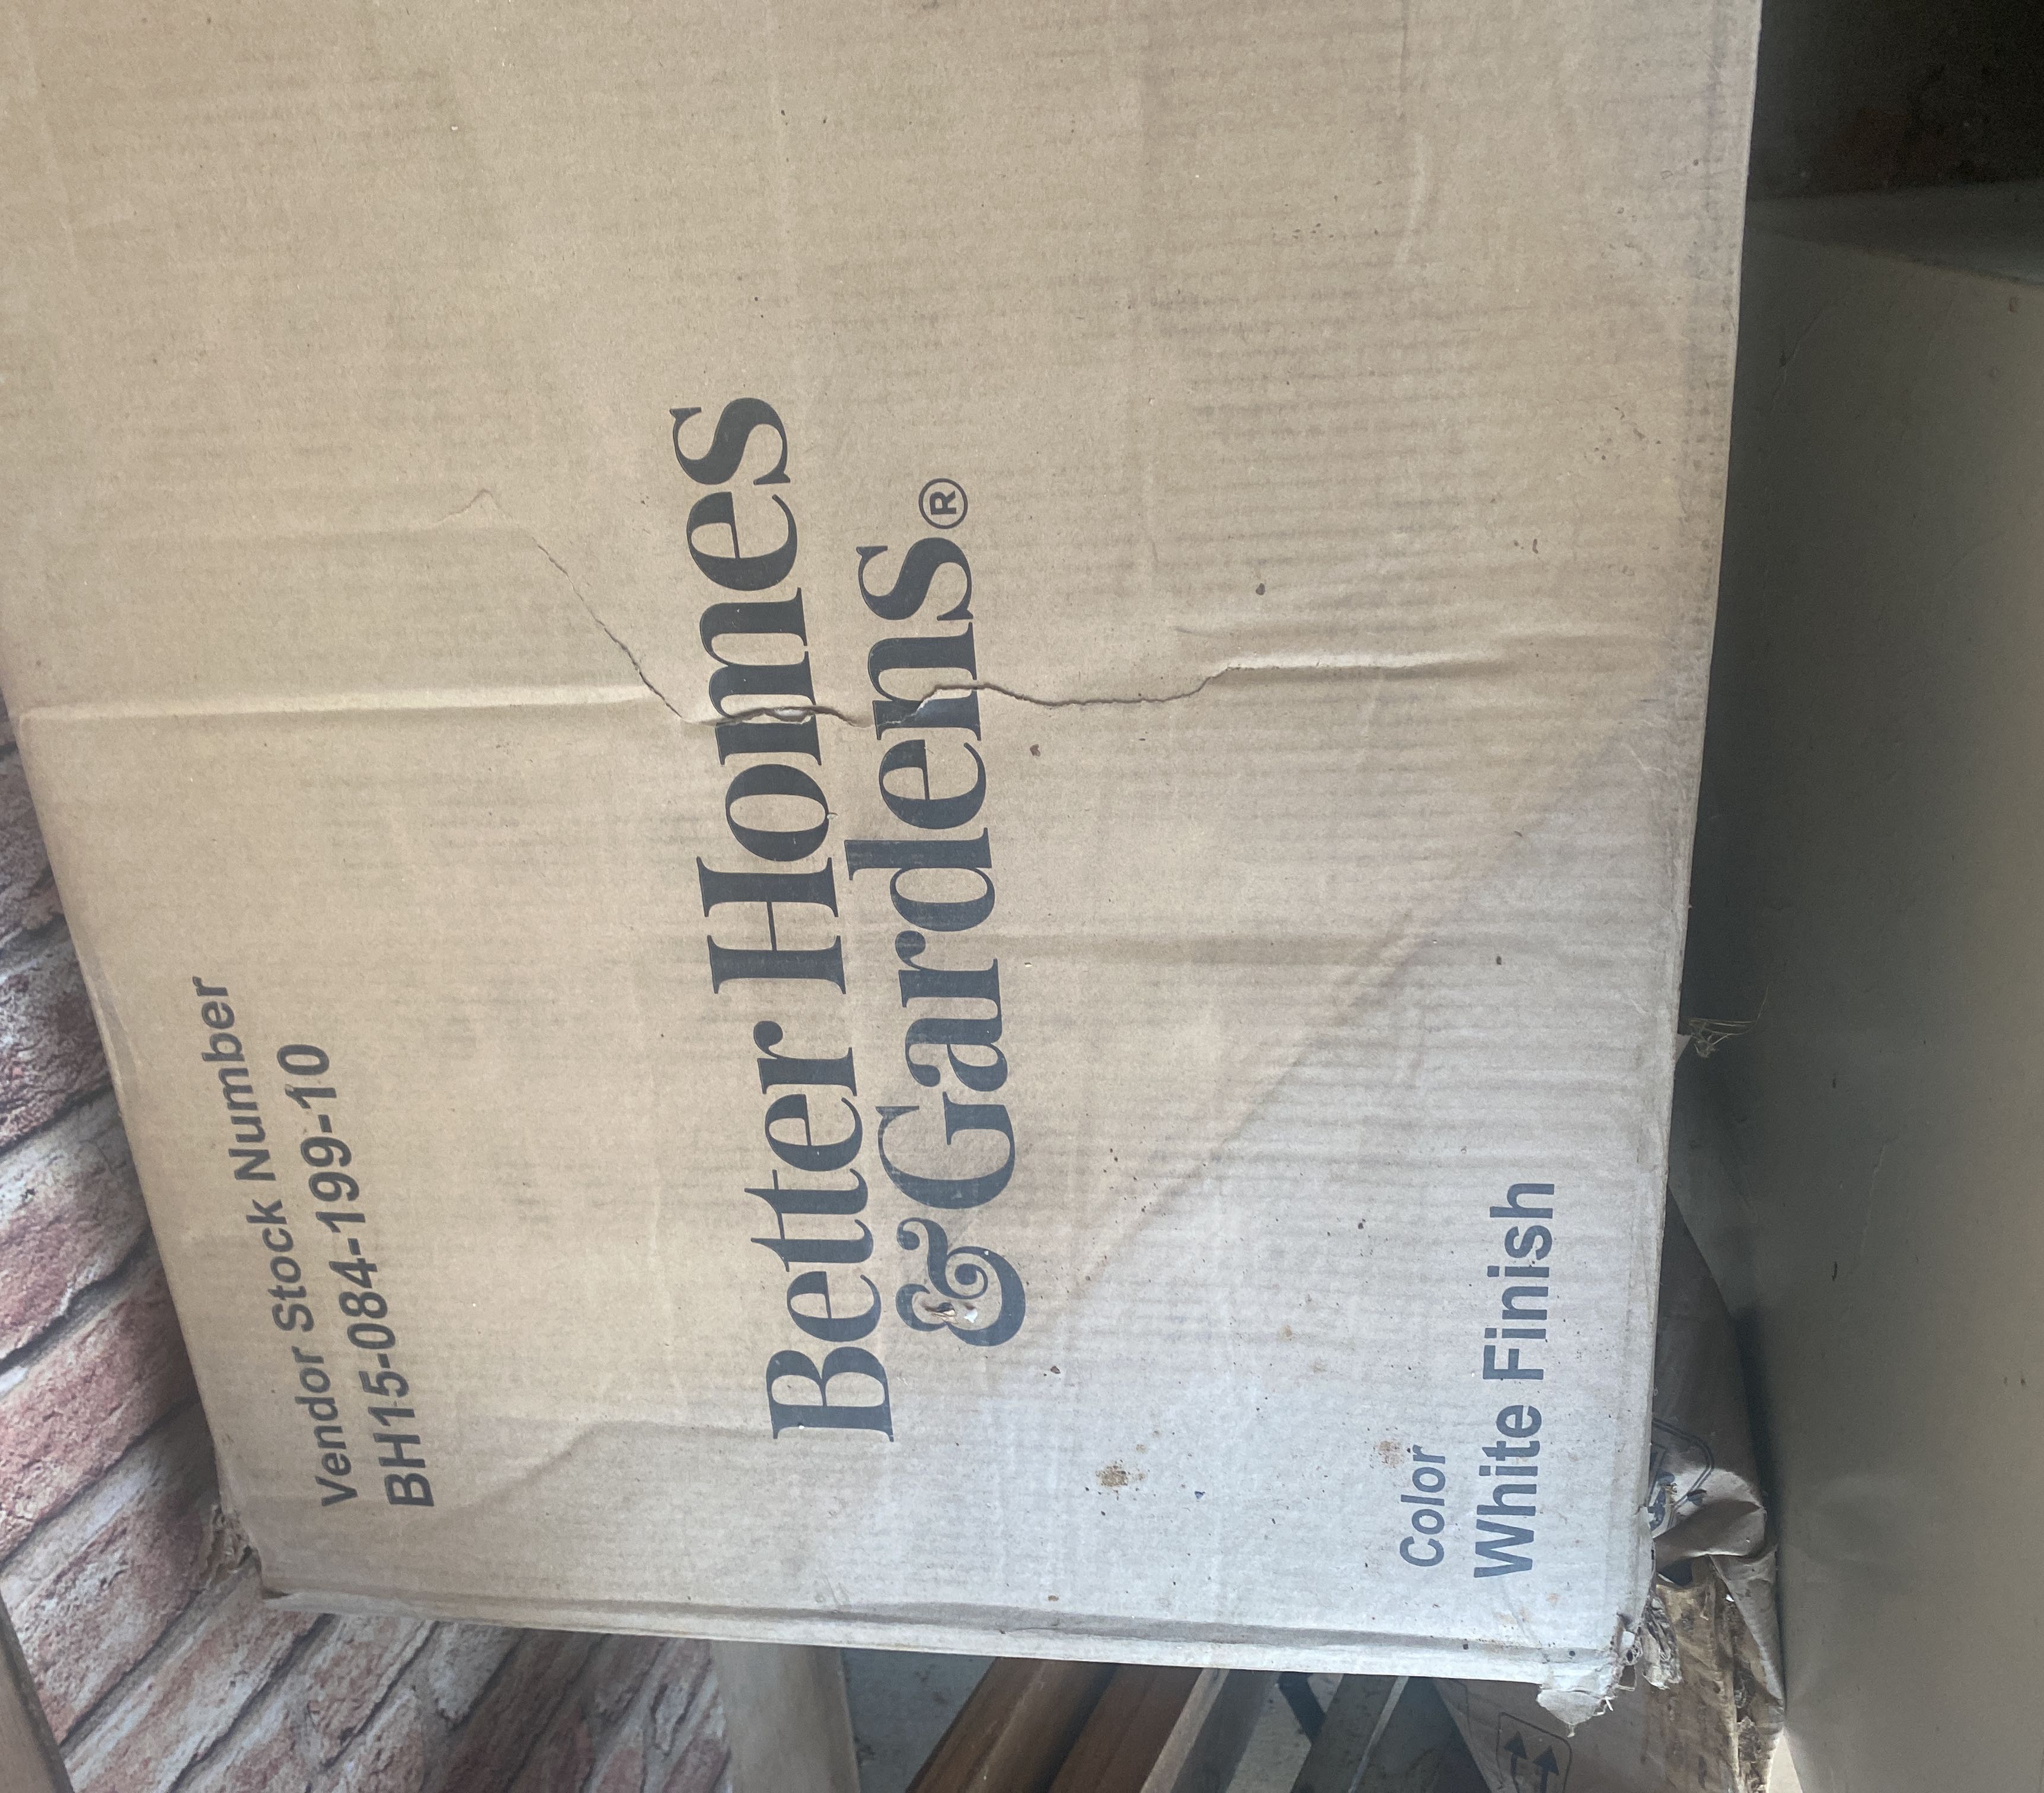 Vendor Stock Number
BH15-084-199-10
Better Homes
& Gardens®
Color
White Finish